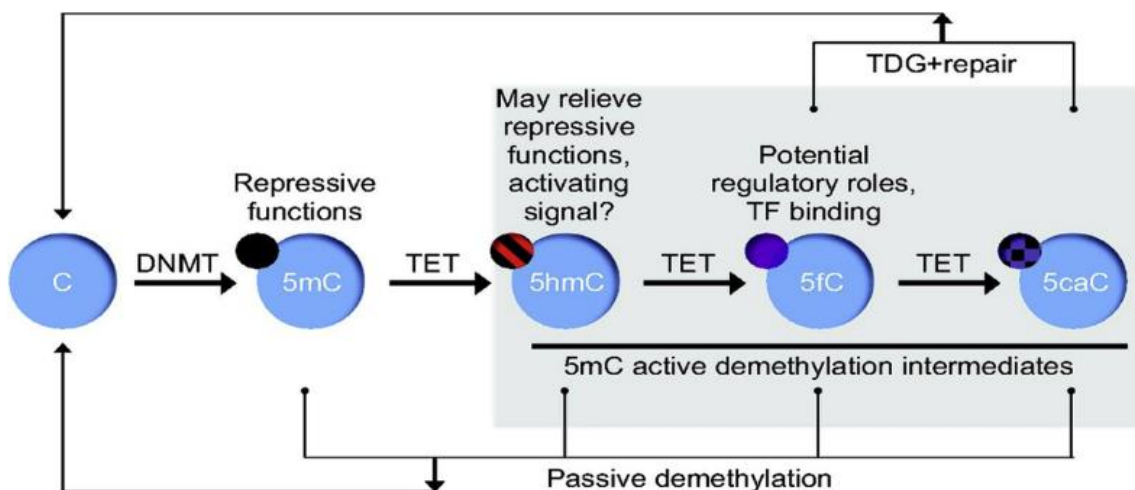 TDG+repair
May relieve
repressive
functions,
activating
signal?
Repressive
functions
Potential
regulatory roles,
TF binding
C
DNMT
5mC
TET
5hmC
TET
5fC
TET
5caC
5mC active demethylation intermediates
Passive demethylation